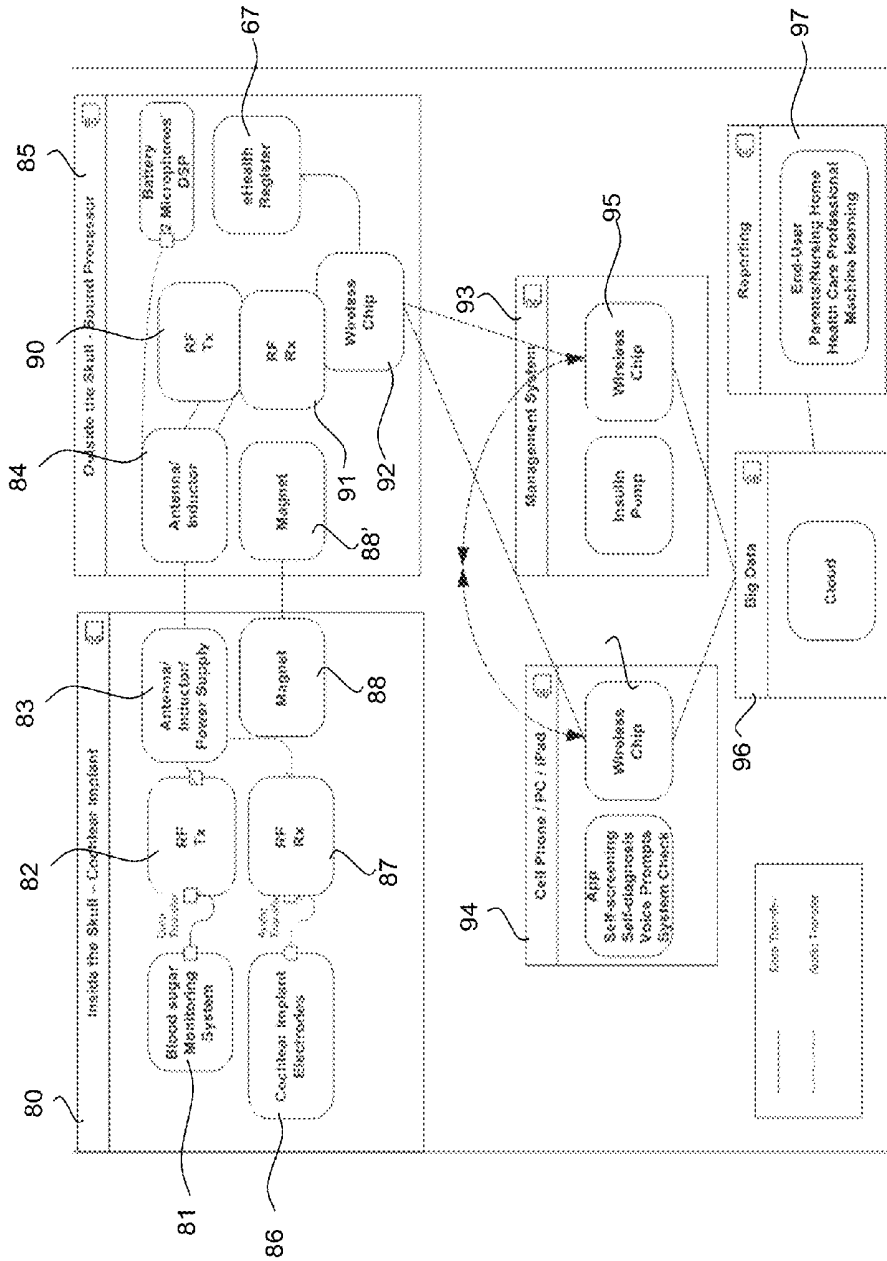 80
Inside the Skull - Cochlear Implant
81
Blood sugar
Monitoring
System
Data
Transfer
82
RF
Tx
83
Antenna/
Inductor/
Power Supply
86
Cochlear Implant
Electrodes
Audio
Transfer
87
RF
Rx
88
Magnet
85
Outside the Skull - Sound Processor
84
Antenna/
Inductor
90
RF
Tx
Battery
2 Microphones
DSP
88'
Magnet
91
RF
Rx
92
Wireless
Chip
67
eHealth
Register
94
Cell Phone / PC / iPad
App
Self-screening
Self-diagnosis
Voice Prompts
System Check
Wireless
Chip
93
Management System
Insulin
Pump
95
Wireless
Chip
Data Transfer
Audio Transfer
96
Big Data
Cloud
97
Reporting
End-User
Parents/Nursing Home
Health Care Professional
Machine learning